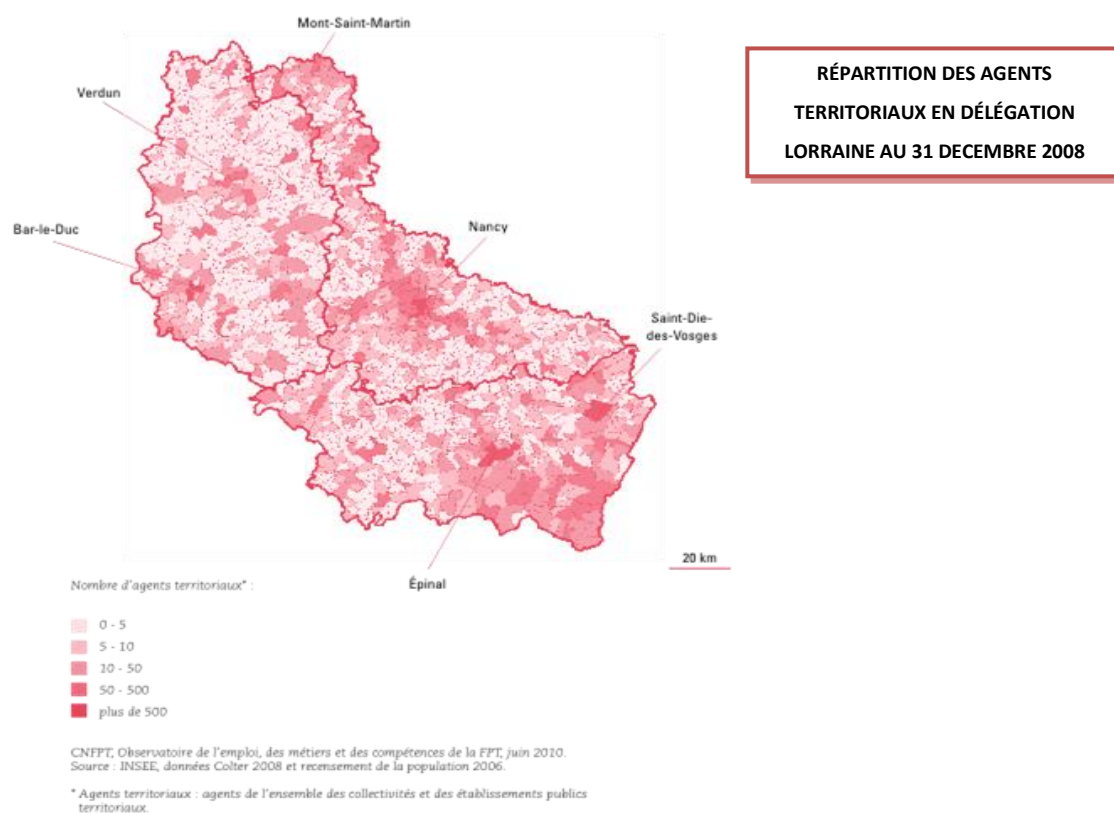 Mont-Saint-Martin
Verdun
Bar-le-Duc
Nancy
Saint-Die-
des-Vosges
Épinal
20 km
RÉPARTITION DES AGENTS
TERRITORIAUX EN DÉLÉGATION
LORRAINE AU 31 DECEMBRE 2008
Nombre d'agents territoriaux* :
0 - 5
5 - 10
10 - 50
50 - 500
plus de 500
CNFPT, Observatoire de l'emploi, des métiers et des compétences de la FPT, juin 2010.
Source : INSEE, données Colter 2008 et recensement de la population 2006.
* Agents territoriaux : agents de l'ensemble des collectivités et des établissements publics
territoriaux.